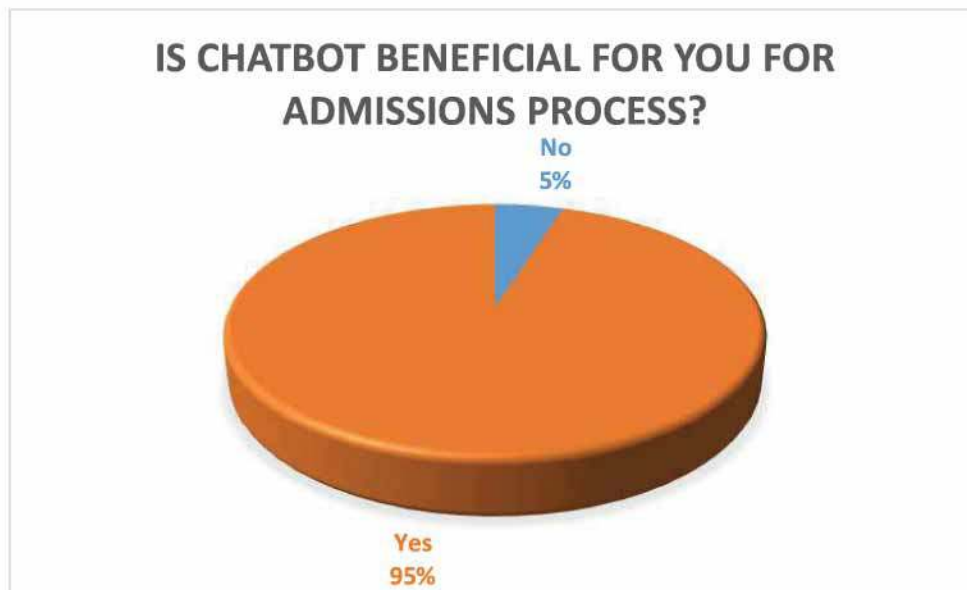 IS CHATBOT BENEFICIAL FOR YOU FOR
ADMISSIONS PROCESS?
No
5%
Yes
95%